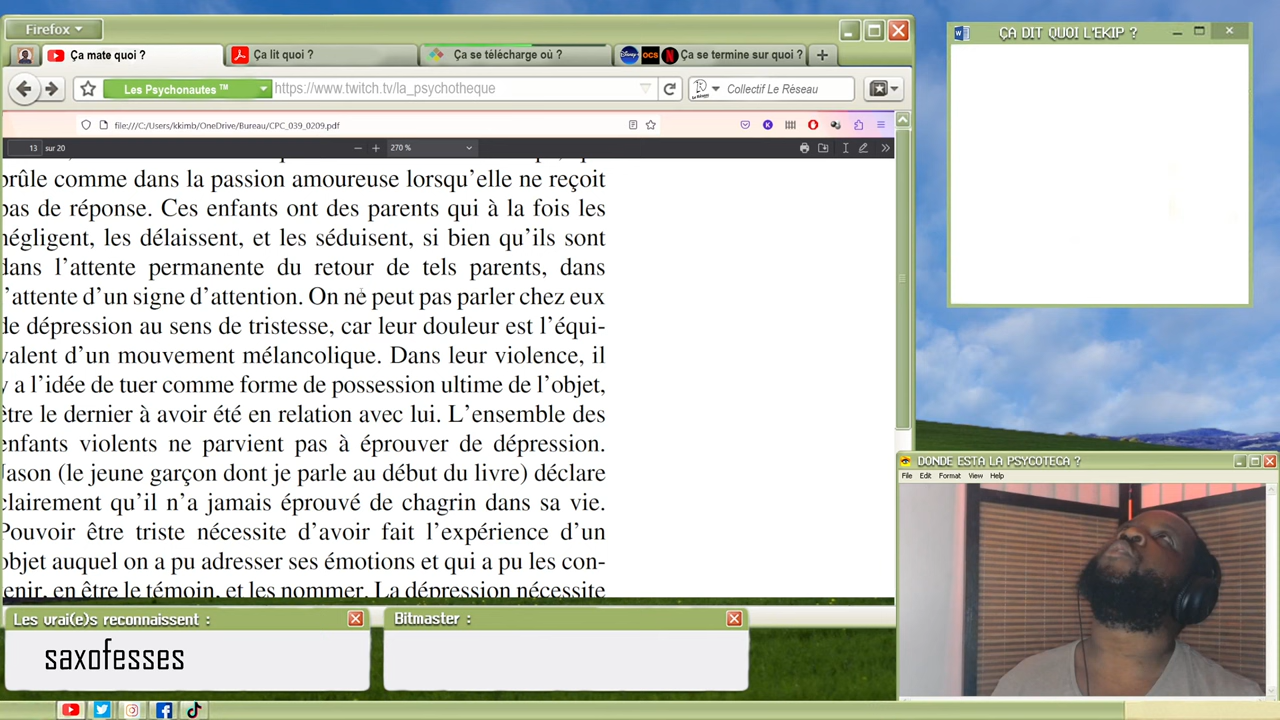 Firefox
Ça mate quoi ?
Ça lit quoi ?
Ça se télécharge où ?
Disney+ OCS N Ça se termine sur quoi ?
Les Psychonautes ™
https://www.twitch.tv/la_psychotheque
Collectif Le Réseau
file:///C:/Users/kkimb/OneDrive/Bureau/CPC_039_0209.pdf
13 sur 20
270 %
brûle comme dans la passion amoureuse lorsqu'elle ne reçoit
pas de réponse. Ces enfants ont des parents qui à la fois les
négligent, les délaissent, et les séduisent, si bien qu'ils sont
dans l'attente permanente du retour de tels parents, dans
l'attente d'un signe d'attention. On ne peut pas parler chez eux
de dépression au sens de tristesse, car leur douleur est l'équi-
valent d'un mouvement mélancolique. Dans leur violence, il
y a l'idée de tuer comme forme de possession ultime de l'objet,
être le dernier à avoir été en relation avec lui. L'ensemble des
enfants violents ne parvient pas à éprouver de dépression.
Jason (le jeune garçon dont je parle au début du livre) déclare
clairement qu'il n'a jamais éprouvé de chagrin dans sa vie.
Pouvoir être triste nécessite d'avoir fait l'expérience d'un
objet auquel on a pu adresser ses émotions et qui a pu les con-
tenir, en être le témoin, et les nommer. La dépression nécessite
ÇA DIT QUOI L'EKIP ?
DONDE ESTA LA PSYCOTECA ?
File Edit Format View Help
Les vrai(e)s reconnaissent :
saxofesses
Bitmaster :